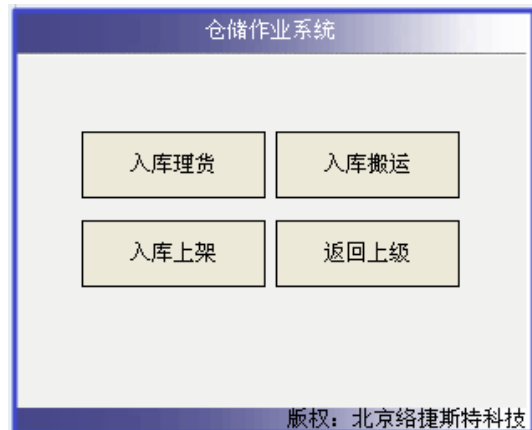 仓储作业系统
入库理货 入库搬运
入库上架 返回上级
版权：北京络捷斯特科技